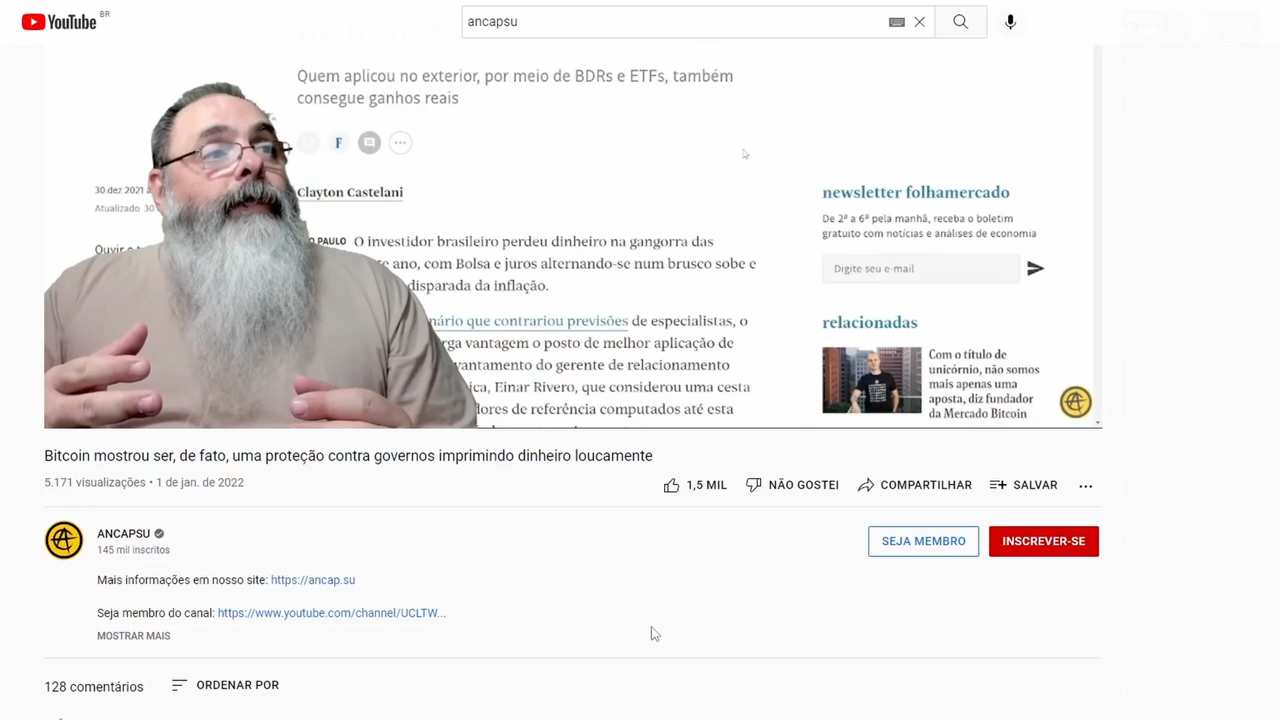 YouTube BR
ancapsu
Quem aplicou no exterior, por meio de BDRs e ETFs, também
consegue ganhos reais
F
30 dez.2021
Atualizado 30
Clayton Castelani
Ouvir o
PAULO O investidor brasileiro perdeu dinheiro na gangorra das
ano, com Bolsa e juros alternando-se num brusco sobe e
disparada da inflação.
que contrariou previsões de especialistas, o
vantagem o posto de melhor aplicação de
do gerente de relacionamento
Einar Rivero, que considerou uma cesta
de referência computados até esta
newsletter folhamercado
De 2ª a 6ª pela manhã, receba o boletim
gratuito com notícias e análises de economia
Digite seu e-mail
relacionadas
Com o título de
unicórnio, não somos
mais apenas uma
aposta, diz fundador
da Mercado Bitcoin
Bitcoin mostrou ser, de fato, uma proteção contra governos imprimindo dinheiro loucamente
5.171 visualizações • 1 de jan. de 2022
1,5 MIL NÃO GOSTEI COMPARTILHAR SALVAR ...
ANCAPSU
145 mil inscritos
SEJA MEMBRO INSCREVER-SE
Mais informações em nosso site: https://ancap.su
Seja membro do canal: https://www.youtube.com/channel/UCLTW...
MOSTRAR MAIS
128 comentários ORDENAR POR